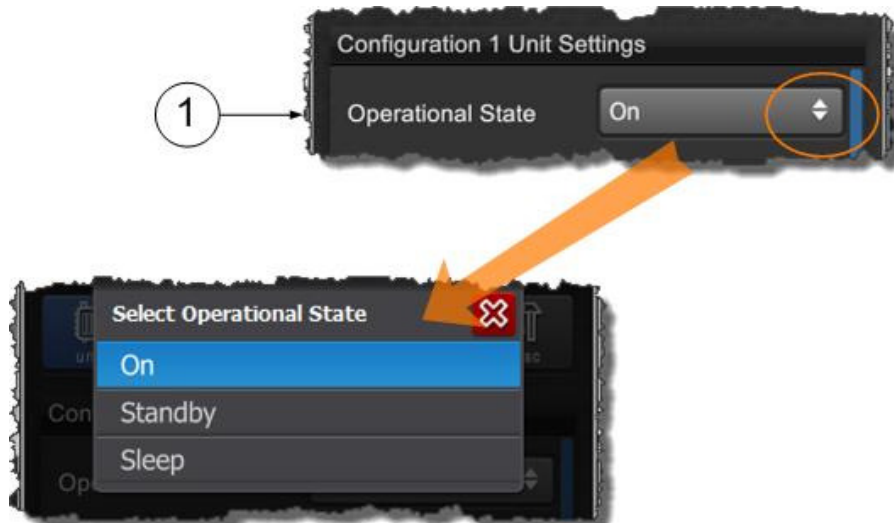 Configuration 1 Unit Settings
1
Operational State
On
Select Operational State
On
Standby
Sleep